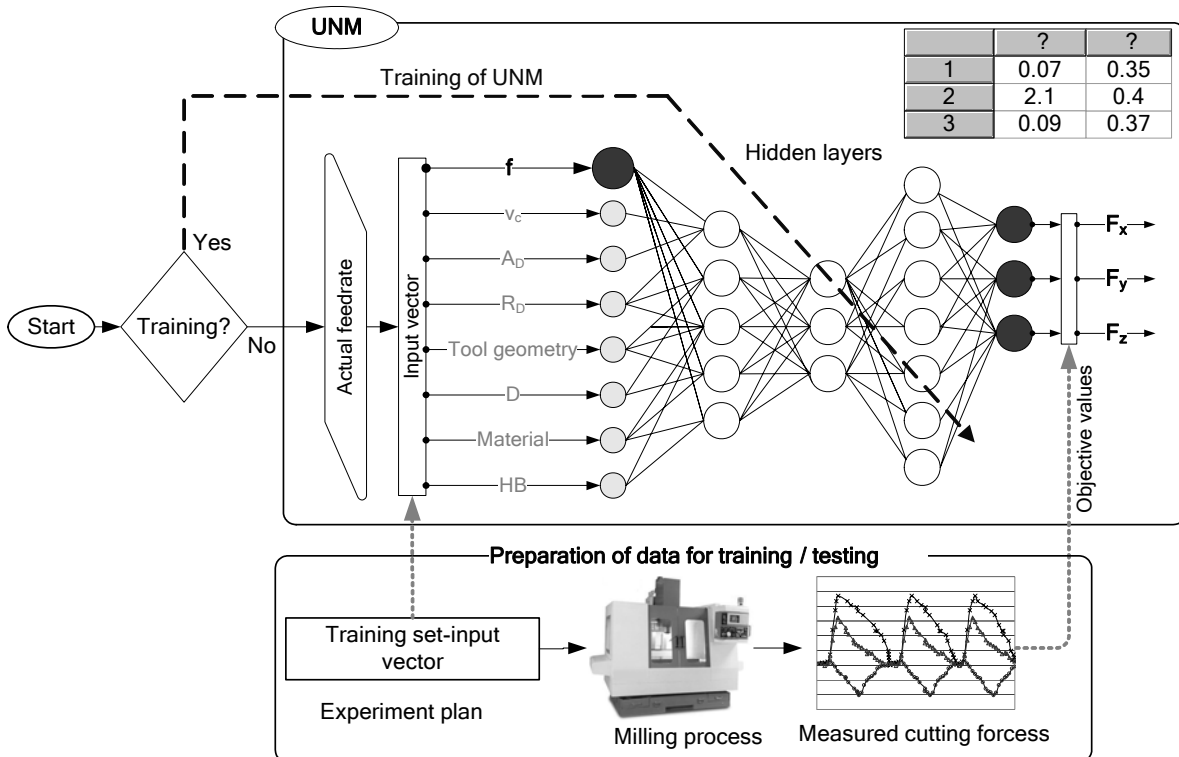 UNM
? ?
1 0.07 0.35
2 2.1 0.4
3 0.09 0.37
Training of UNM
Hidden layers
Yes
Start
Training?
No
Actual feedrate
Input vector
f
vc
AD
RD
Tool geometry
D
Material
HB
Fx
Fy
Fz
Objective values
Preparation of data for training / testing
Training set-input
vector
Experiment plan
Milling process
Measured cutting forcess